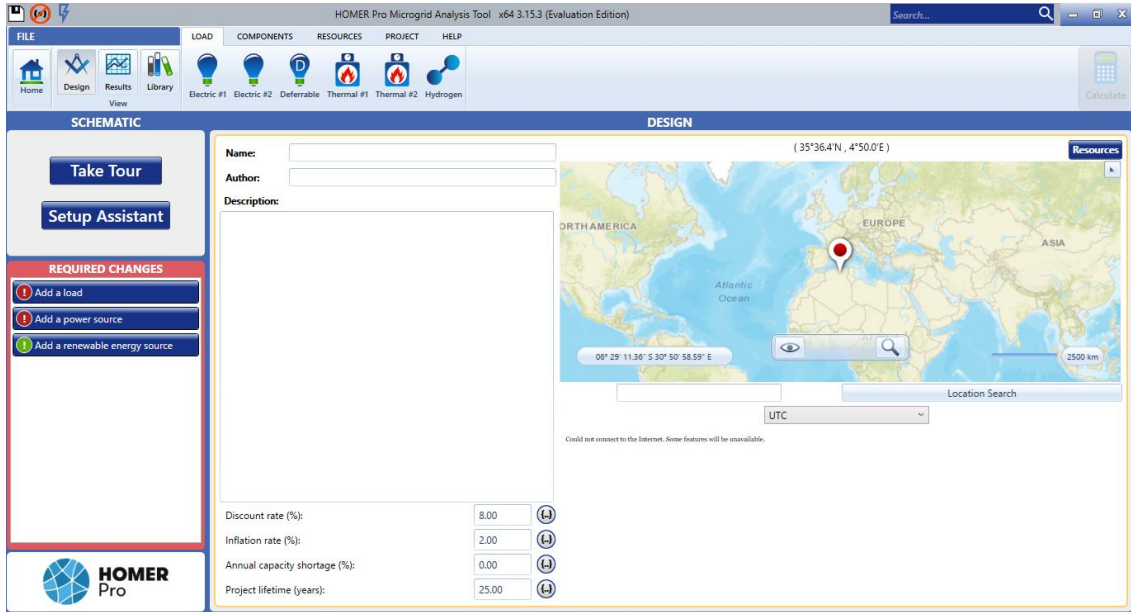 HOMER Pro Microgrid Analysis Tool x64 3.15.3 (Evaluation Edition)
Search...
FILE
LOAD COMPONENTS RESOURCES PROJECT HELP
Home
Design Results Library
View
Electric #1 Electric #2 Deferrable Thermal #1 Thermal #2 Hydrogen
D
Calculate
SCHEMATIC
Take Tour
Setup Assistant
REQUIRED CHANGES
Add a load
Add a power source
Add a renewable energy source
HOMER
Pro
DESIGN
Name:
Author:
Description:
Discount rate (%): 8.00 {..}
Inflation rate (%): 2.00 {..}
Annual capacity shortage (%): 0.00 {..}
Project lifetime (years): 25.00 {..}
( 35°36.4'N , 4°50.0'E )
Resources
ORTH AMERICA
EUROPE
ASIA
Atlantic
Ocean
06° 29' 11.36" S 30° 50' 58.59" E
2500 km
Location Search
UTC
Could not connect to the Internet. Some features will be unavailable.